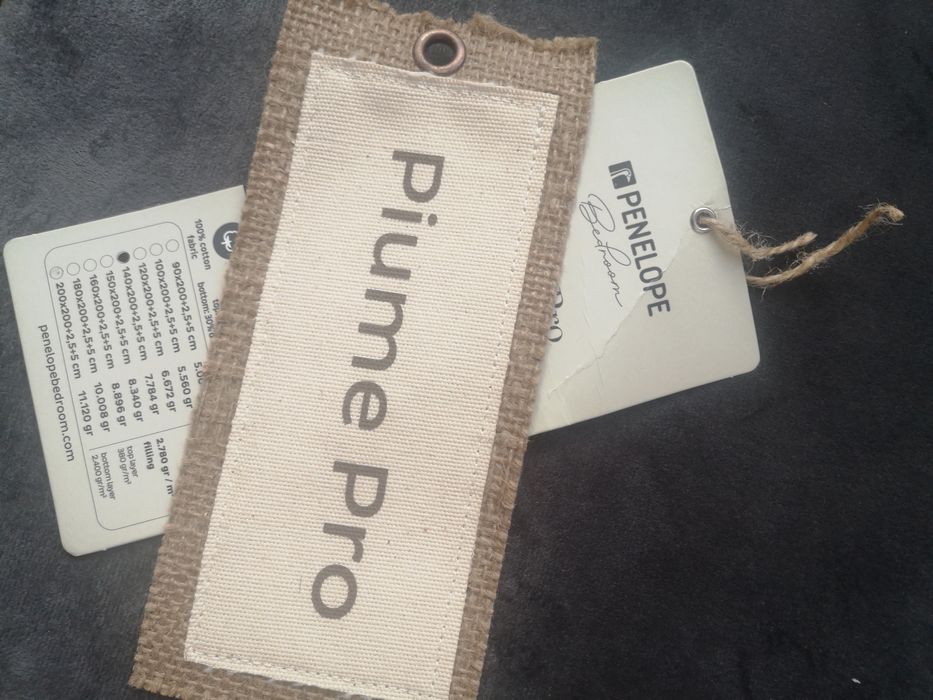 Piume Pro
PENELOPE
Bedroom
100% cotton
fabric
bottom:30%
90x200+2,5+5 cm
100x200+2,5+5 cm 5.560 gr
120x200+2,5+5 cm 6.672 gr
140x200+2,5+5 cm 7.784 gr
150x200+2,5+5 cm 8.340 gr
160x200+2,5+5 cm 8.896 gr
180x200+2,5+5 cm 10.008 gr
200x200+2,5+5 cm 11.120 gr
2.780 gr / m
filling
top layer
380 gr/m²
bottom layer
2.400 gr/m²
penelopebedroom.com